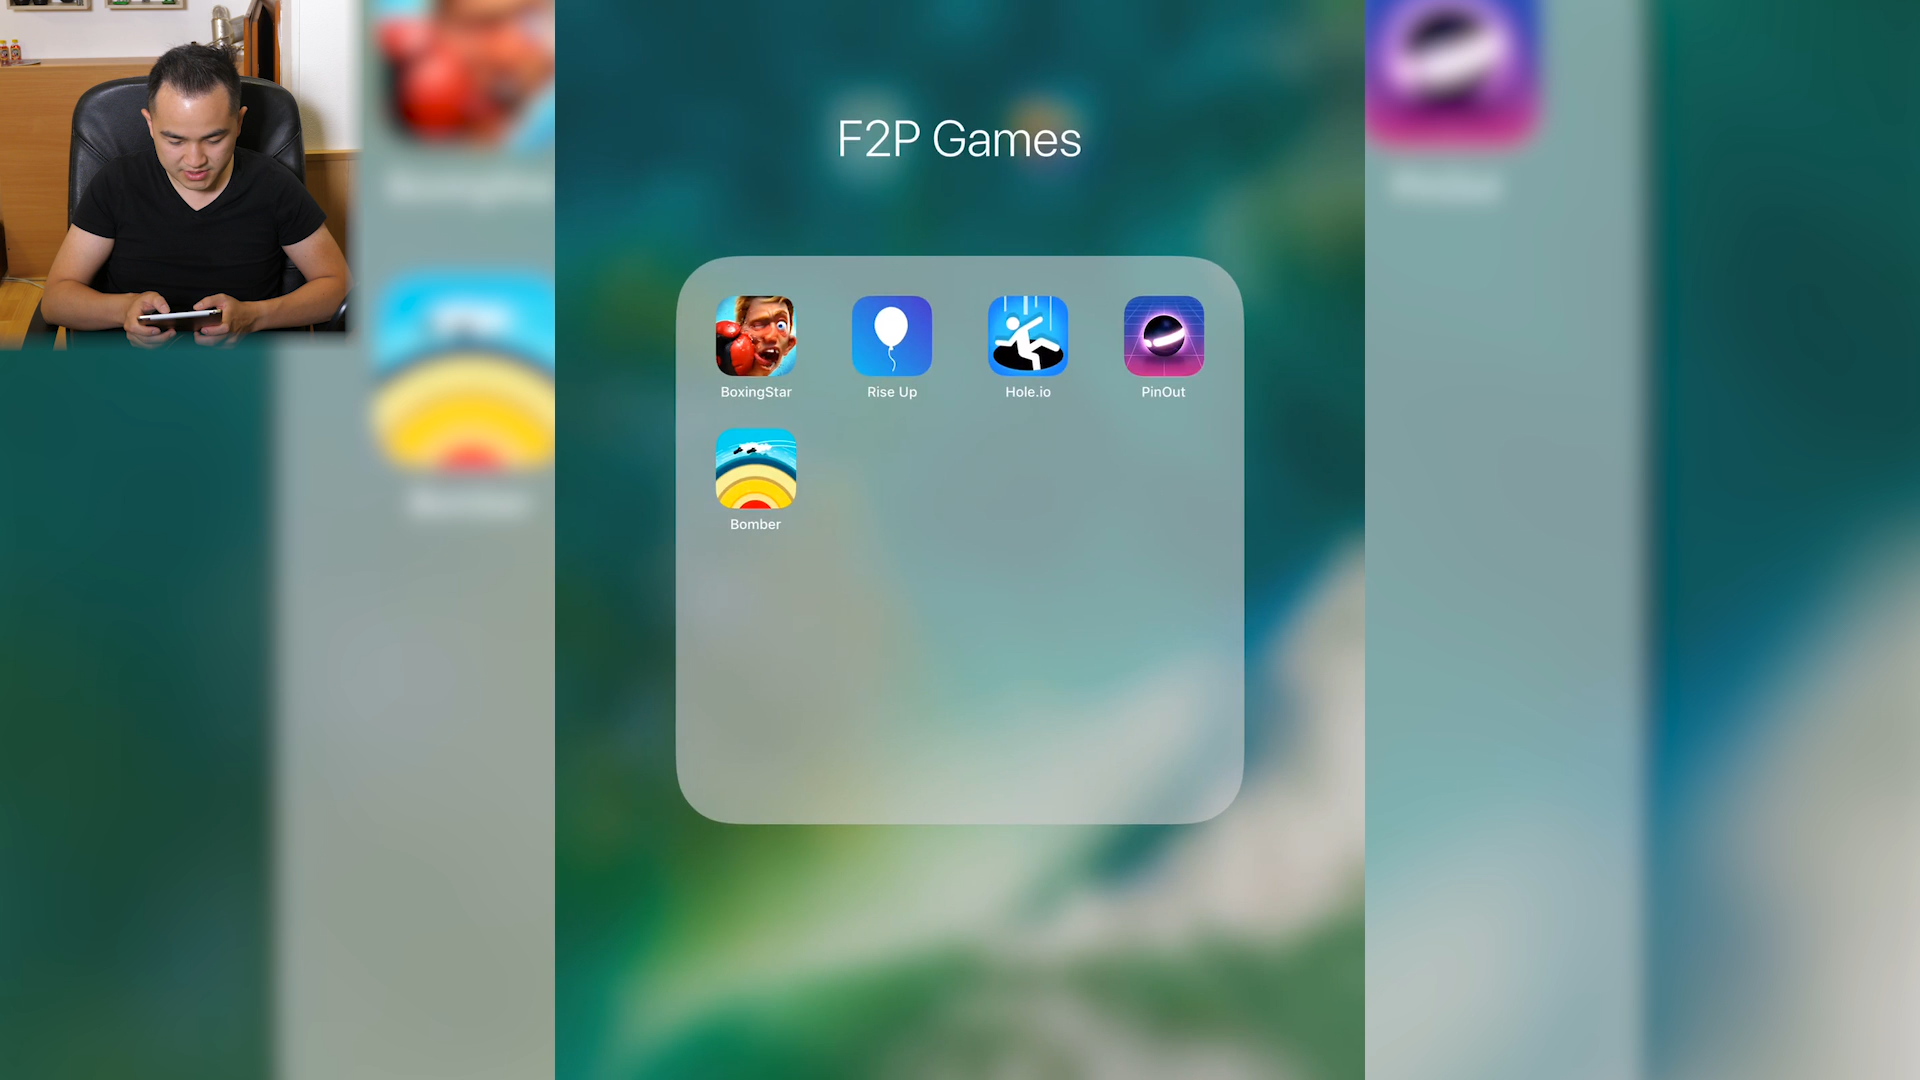 F2P Games
BoxingStar
Rise Up
Hole.io
PinOut
Bomber